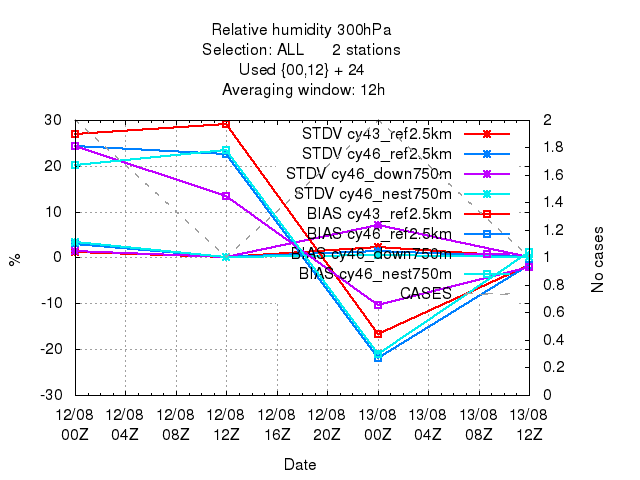 Relative humidity 300hPa
Selection: ALL 2 stations
Used {00,12} + 24
Averaging window: 12h
30
20
10
0
-10
-20
-30
%
2
1.8
1.6
1.4
1.2
1
0.8
0.6
0.4
0.2
0
No cases
STDV cy43_ref2.5km
STDV cy46_ref2.5km
STDV cy46_down750m
STDV cy46_nest750m
BIAS cy43_ref2.5km
BIAS cy46_ref2.5km
BIAS cy46_down750m
BIAS cy46_nest750m
CASES
12/08 12/08 12/08 12/08 12/08 12/08 13/08 13/08 13/08 13/08
00Z 04Z 08Z 12Z 16Z 20Z 00Z 04Z 08Z 12Z
Date